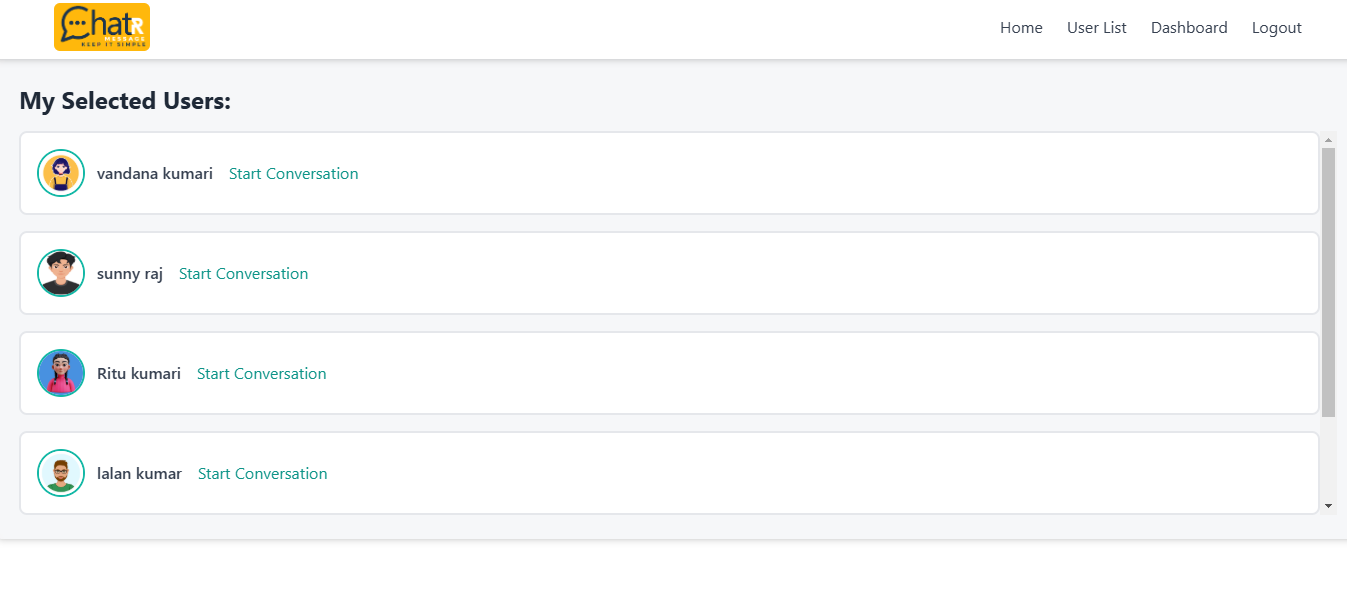 ChatR
MESSAGE
KEEP IT SIMPLE
Home User List Dashboard Logout
My Selected Users:
vandana kumari Start Conversation
sunny raj Start Conversation
Ritu kumari Start Conversation
lalan kumar Start Conversation